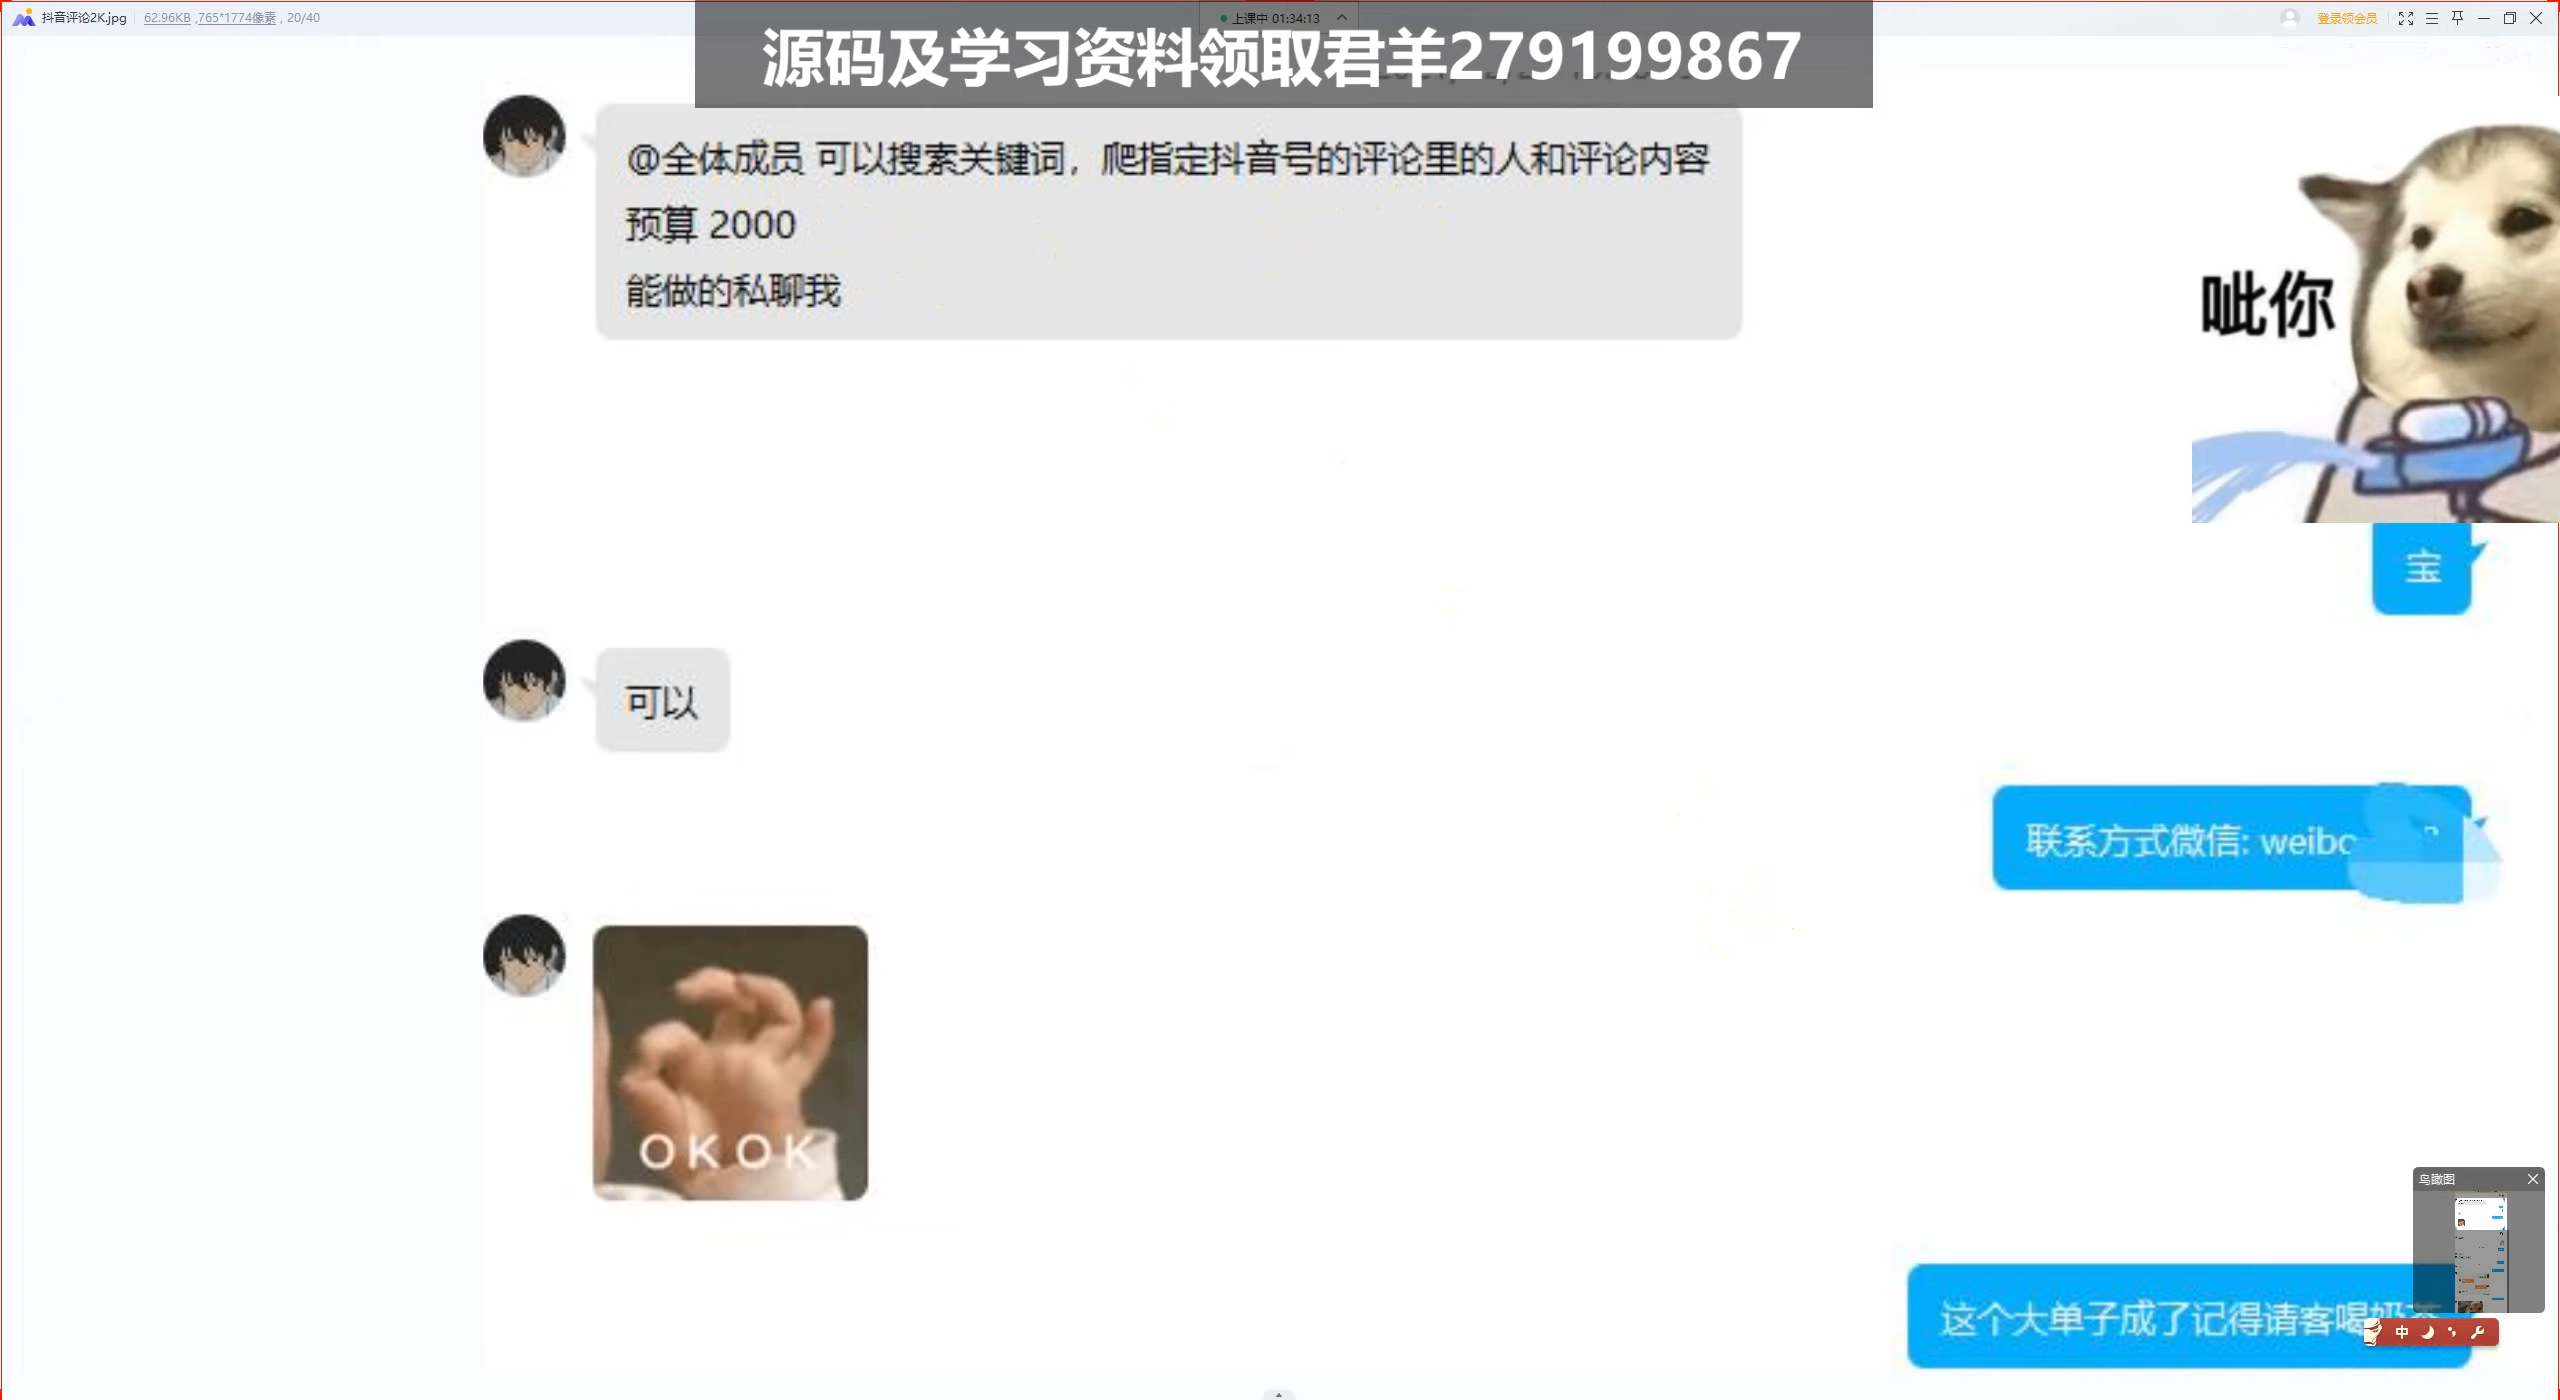 抖音评论2K.jpg 62.96KB ,765*1774像素 , 20/40
上课中 01:34:13
登录领会员
源码及学习资料领取君羊279199867
@全体成员 可以搜索关键词，爬指定抖音号的评论里的人和评论内容
预算 2000
能做的私聊我
呲你
宝
可以
联系方式微信: weibo
OKOK
鸟瞰图
这个大单子成了记得请客喝奶茶
中